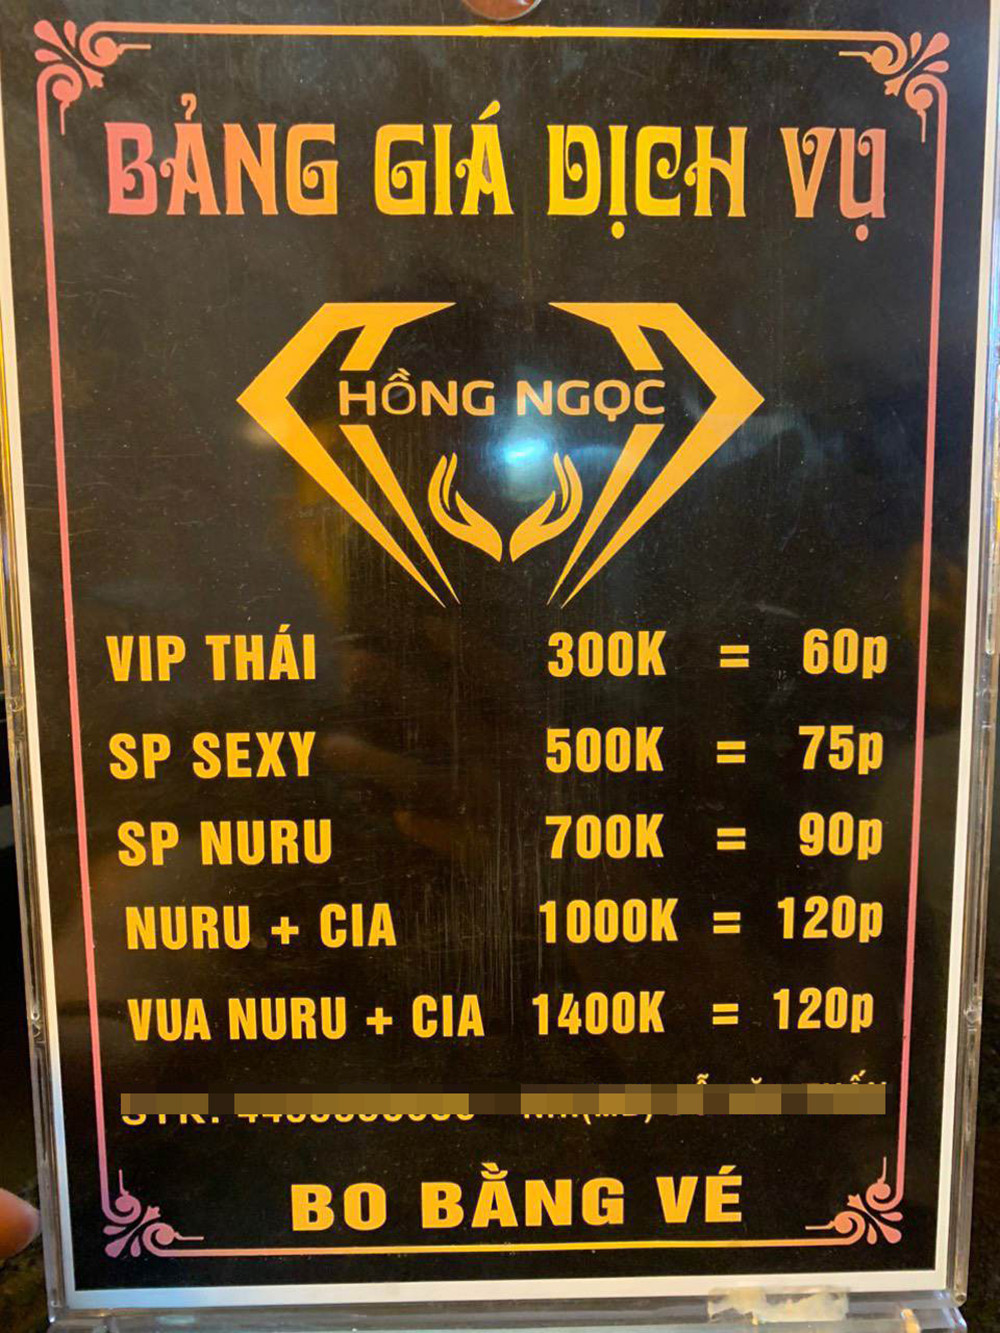 BẢNG GIÁ DỊCH VỤ
HỒNG NGỌC
VIP THÁI 300K = 60p
SP SEXY 500K = 75p
SP NURU 700K = 90p
NURU + CIA 1000K = 120p
VUA NURU + CIA 1400K = 120p
BO BẰNG VÉ